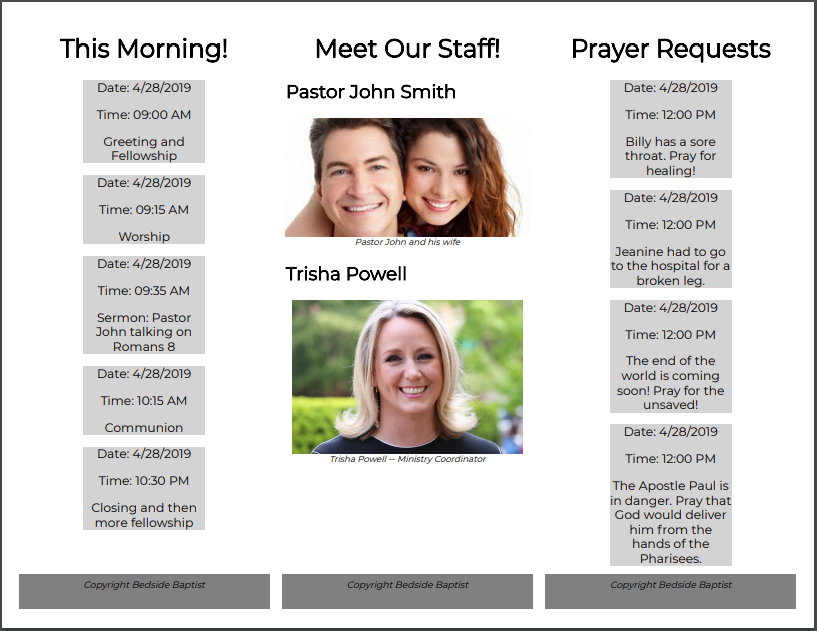 This Morning!
Date: 4/28/2019
Time: 09:00 AM
Greeting and
Fellowship
Date: 4/28/2019
Time: 09:15 AM
Worship
Date: 4/28/2019
Time: 09:35 AM
Sermon: Pastor
John talking on
Romans 8
Date: 4/28/2019
Time: 10:15 AM
Communion
Date: 4/28/2019
Time: 10:30 PM
Closing and then
more fellowship
Copyright Bedside Baptist
Meet Our Staff!
Pastor John Smith
Pastor John and his wife
Trisha Powell
Trisha Powell -- Ministry Coordinator
Copyright Bedside Baptist
Prayer Requests
Date: 4/28/2019
Time: 12:00 PM
Billy has a sore
throat. Pray for
healing!
Date: 4/28/2019
Time: 12:00 PM
Jeanine had to go
to the hospital for a
broken leg.
Date: 4/28/2019
Time: 12:00 PM
The end of the
world is coming
soon! Pray for the
unsaved!
Date: 4/28/2019
Time: 12:00 PM
The Apostle Paul is
in danger. Pray that
God would deliver
him from the
hands of the
Pharisees.
Copyright Bedside Baptist